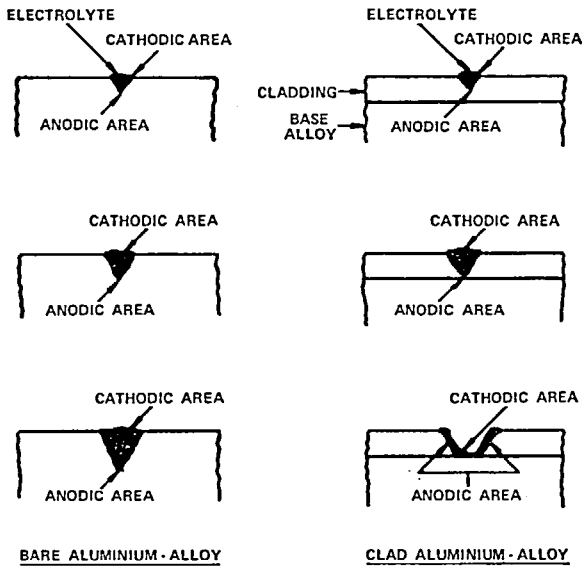 ELECTROLYTE
CATHODIC AREA
ANODIC AREA
ELECTROLYTE
CATHODIC AREA
CLADDING
BASE
ALLOY
ANODIC AREA
CATHODIC AREA
ANODIC AREA
CATHODIC AREA
ANODIC AREA
CATHODIC AREA
ANODIC AREA
CATHODIC AREA
ANODIC AREA
BARE ALUMINIUM-ALLOY
CLAD ALUMINIUM-ALLOY